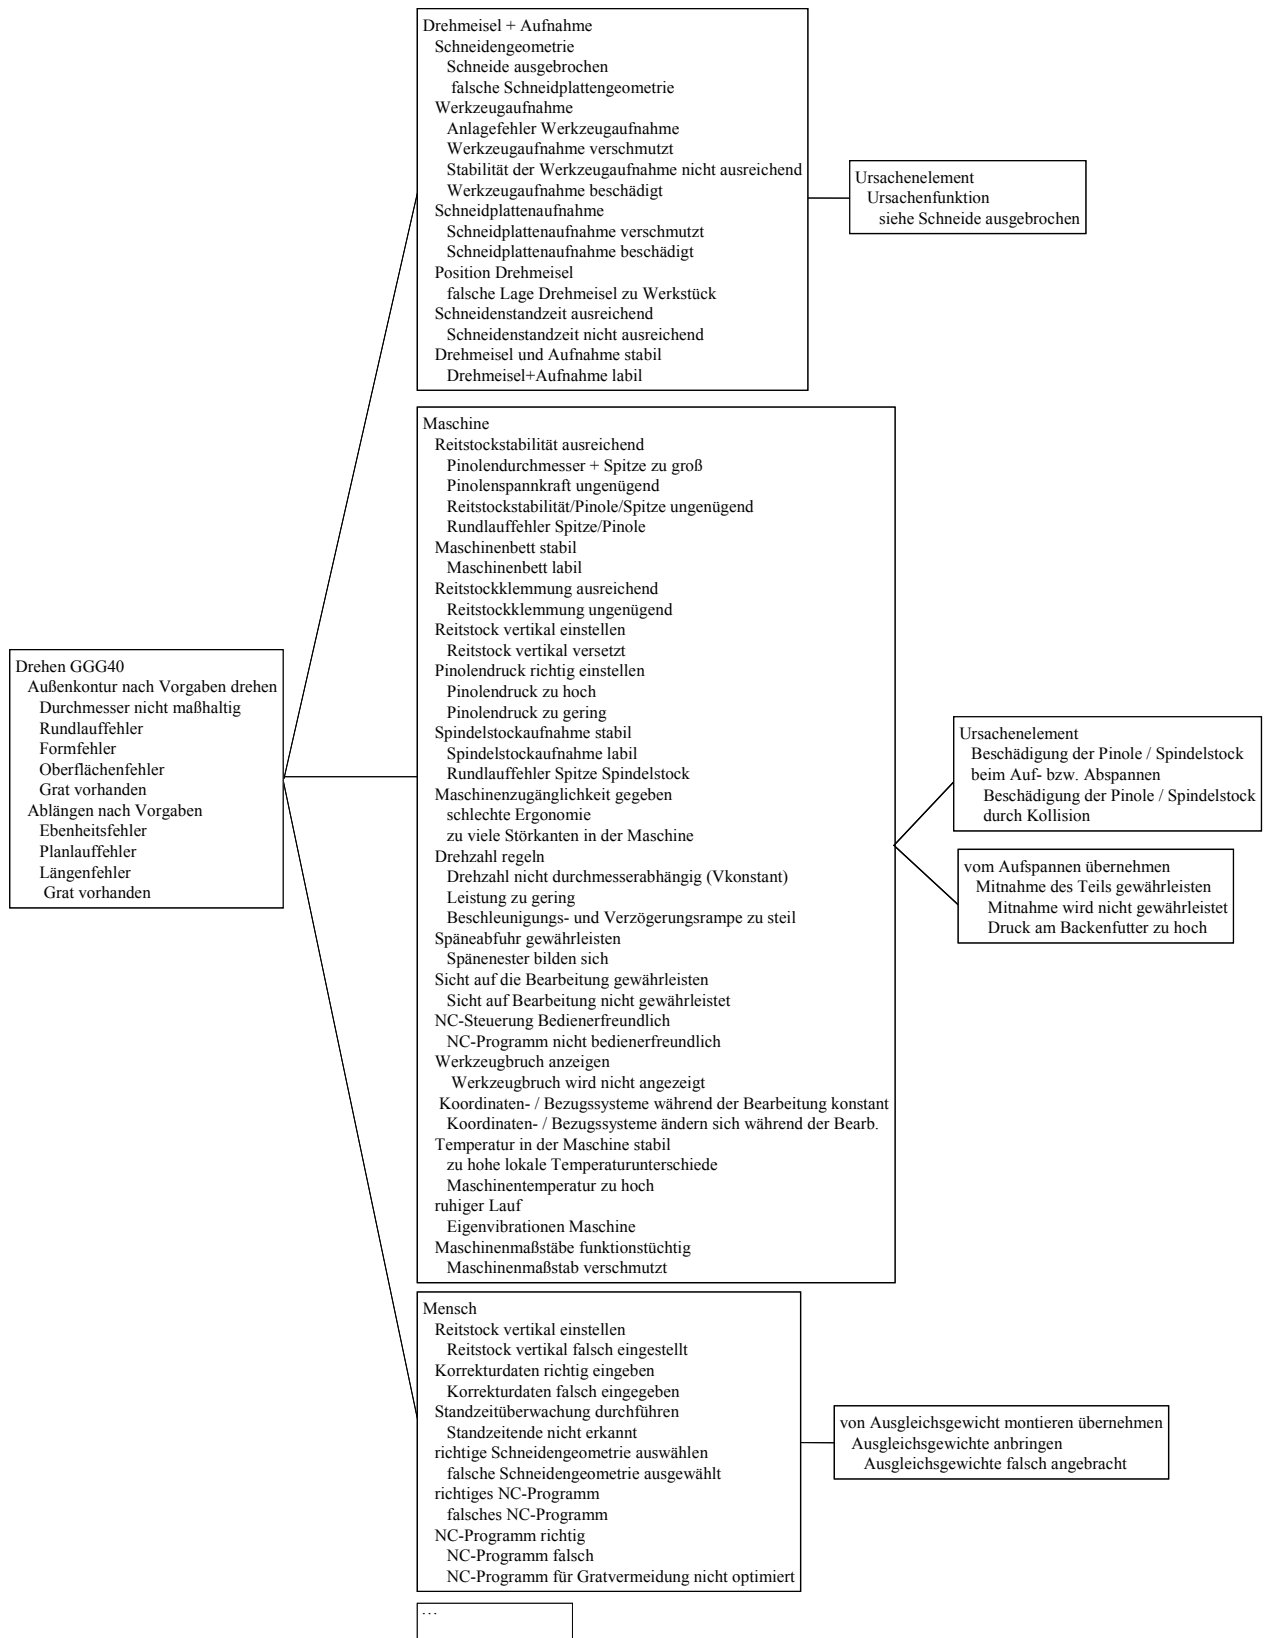 Drehen GGG40
Außenkontur nach Vorgaben drehen
Durchmesser nicht maßhaltig
Rundlauffehler
Formfehler
Oberflächenfehler
Grat vorhanden
Ablängen nach Vorgaben
Ebenheitsfehler
Planlauffehler
Längenfehler
Grat vorhanden
Drehmeisel + Aufnahme
Schneidengeometrie
Schneide ausgebrochen
falsche Schneidplattengeometrie
Werkzeugaufnahme
Anlagefehler Werkzeugaufnahme
Werkzeugaufnahme verschmutzt
Stabilität der Werkzeugaufnahme nicht ausreichend
Werkzeugaufnahme beschädigt
Schneidplattenaufnahme
Schneidplattenaufnahme verschmutzt
Schneidplattenaufnahme beschädigt
Position Drehmeisel
falsche Lage Drehmeisel zu Werkstück
Schneidenstandzeit ausreichend
Schneidenstandzeit nicht ausreichend
Drehmeisel und Aufnahme stabil
Drehmeisel+Aufnahme labil
Ursachenelement
Ursachenfunktion
siehe Schneide ausgebrochen
Maschine
Reitstockstabilität ausreichend
Pinolendurchmesser + Spitze zu groß
Pinolenspannkraft ungenügend
Reitstockstabilität/Pinole/Spitze ungenügend
Rundlauffehler Spitze/Pinole
Maschinenbett stabil
Maschinenbett labil
Reitstockklemmung ausreichend
Reitstockklemmung ungenügend
Reitstock vertikal einstellen
Reitstock vertikal versetzt
Pinolendruck richtig einstellen
Pinolendruck zu hoch
Pinolendruck zu gering
Spindelstockaufnahme stabil
Spindelstockaufnahme labil
Rundlauffehler Spitze Spindelstock
Maschinenzugänglichkeit gegeben
schlechte Ergonomie
zu viele Störkanten in der Maschine
Drehzahl regeln
Drehzahl nicht durchmesserabhängig (Vkonstant)
Leistung zu gering
Beschleunigungs- und Verzögerungsrampe zu steil
Späneabfuhr gewährleisten
Spänenester bilden sich
Sicht auf die Bearbeitung gewährleisten
Sicht auf Bearbeitung nicht gewährleistet
NC-Steuerung Bedienerfreundlich
NC-Programm nicht bedienerfreundlich
Werkzeugbruch anzeigen
Werkzeugbruch wird nicht angezeigt
Koordinaten- / Bezugssysteme während der Bearbeitung konstant
Koordinaten- / Bezugssysteme ändern sich während der Bearb.
Temperatur in der Maschine stabil
zu hohe lokale Temperaturunterschiede
Maschinentemperatur zu hoch
ruhiger Lauf
Eigenvibrationen Maschine
Maschinenmaßstäbe funktionstüchtig
Maschinenmaßstab verschmutzt
Ursachenelement
Beschädigung der Pinole / Spindelstock
beim Auf- bzw. Abspannen
Beschädigung der Pinole / Spindelstock
durch Kollision
vom Aufspannen übernehmen
Mitnahme des Teils gewährleisten
Mitnahme wird nicht gewährleistet
Druck am Backenfutter zu hoch
Mensch
Reitstock vertikal einstellen
Reitstock vertikal falsch eingestellt
Korrekturdaten richtig eingeben
Korrekturdaten falsch eingegeben
Standzeitüberwachung durchführen
Standzeitende nicht erkannt
richtige Schneidengeometrie auswählen
falsche Schneidengeometrie ausgewählt
richtiges NC-Programm
falsches NC-Programm
NC-Programm richtig
NC-Programm falsch
NC-Programm für Gratvermeidung nicht optimiert
von Ausgleichsgewicht montieren übernehmen
Ausgleichsgewichte anbringen
Ausgleichsgewichte falsch angebracht
…